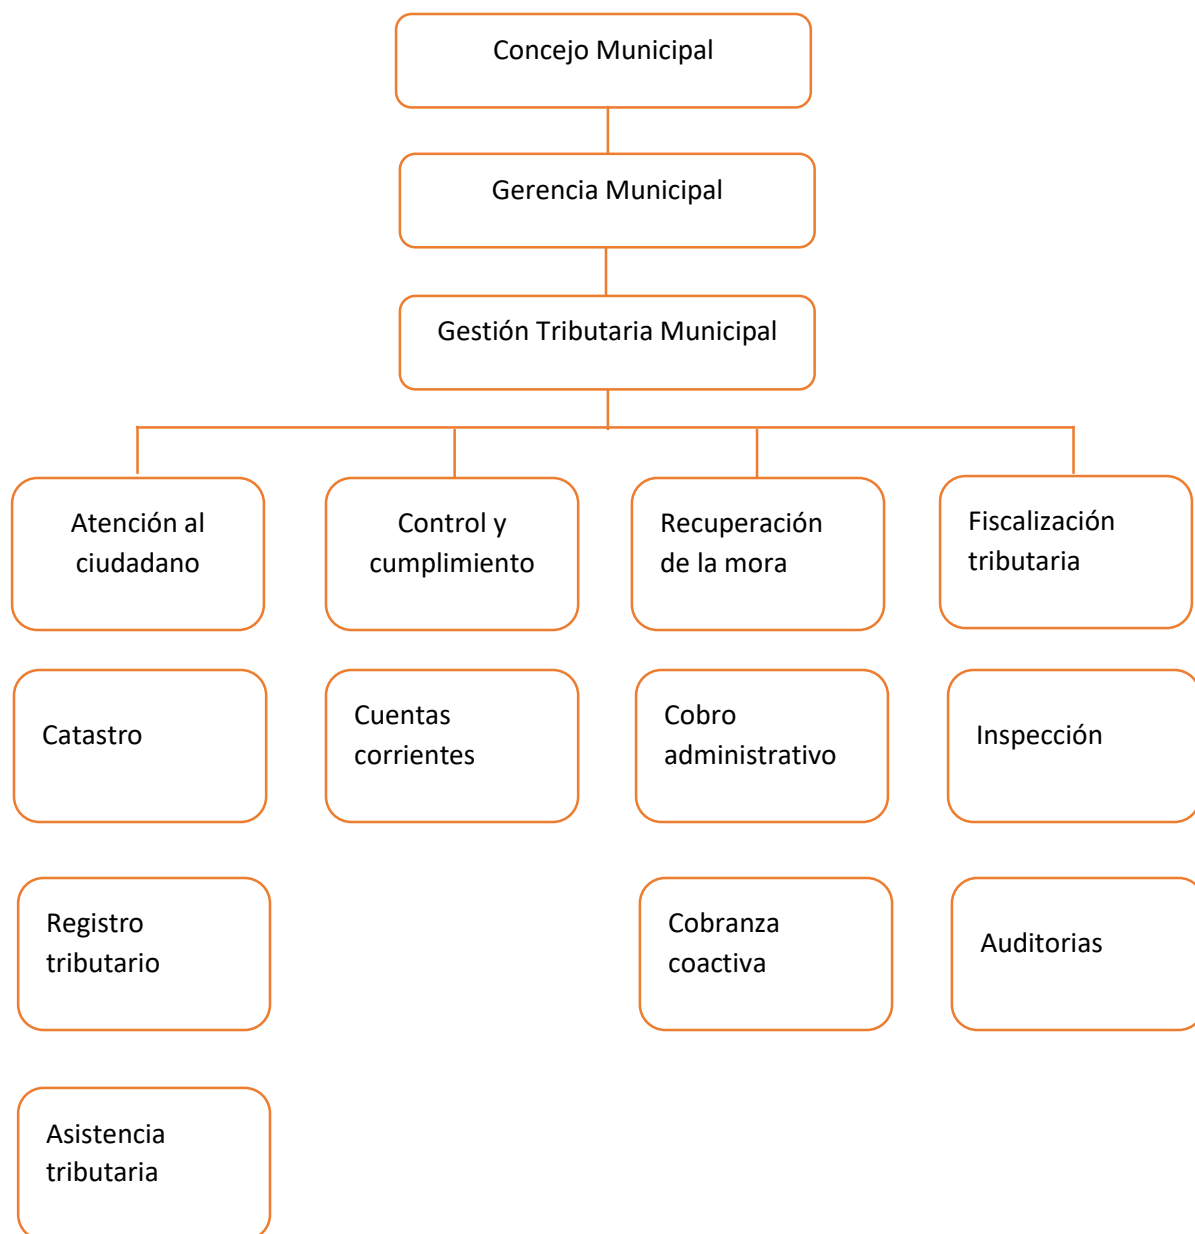 Concejo Municipal
Gerencia Municipal
Gestión Tributaria Municipal
Atención al
ciudadano
Control y
cumplimiento
Recuperación
de la mora
Fiscalización
tributaria
Catastro
Cuentas
corrientes
Cobro
administrativo
Inspección
Registro
tributario
Cobranza
coactiva
Auditorias
Asistencia
tributaria